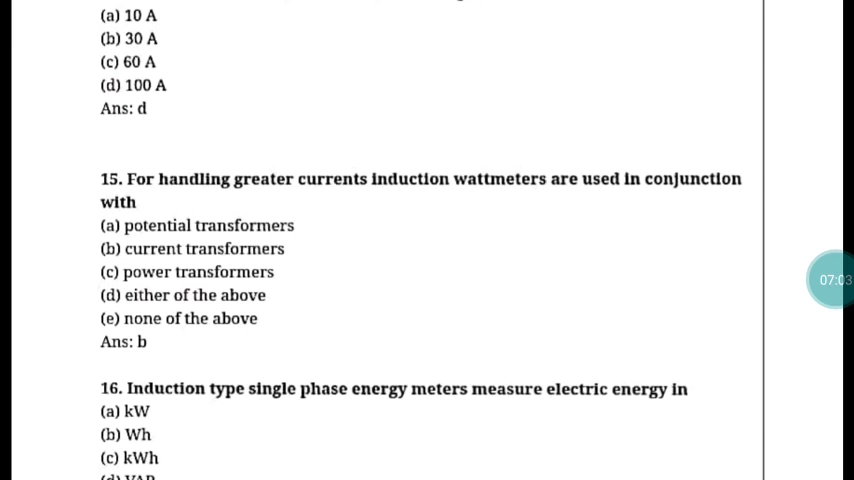 (a) 10 A
(b) 30 A
(c) 60 A
(d) 100 A
Ans: d
15. For handling greater currents induction wattmeters are used in conjunction
with
(a) potential transformers
(b) current transformers
(c) power transformers
(d) either of the above
(e) none of the above
Ans: b
07:03
16. Induction type single phase energy meters measure electric energy in
(a) kW
(b) Wh
(c) kWh
(d) VAR